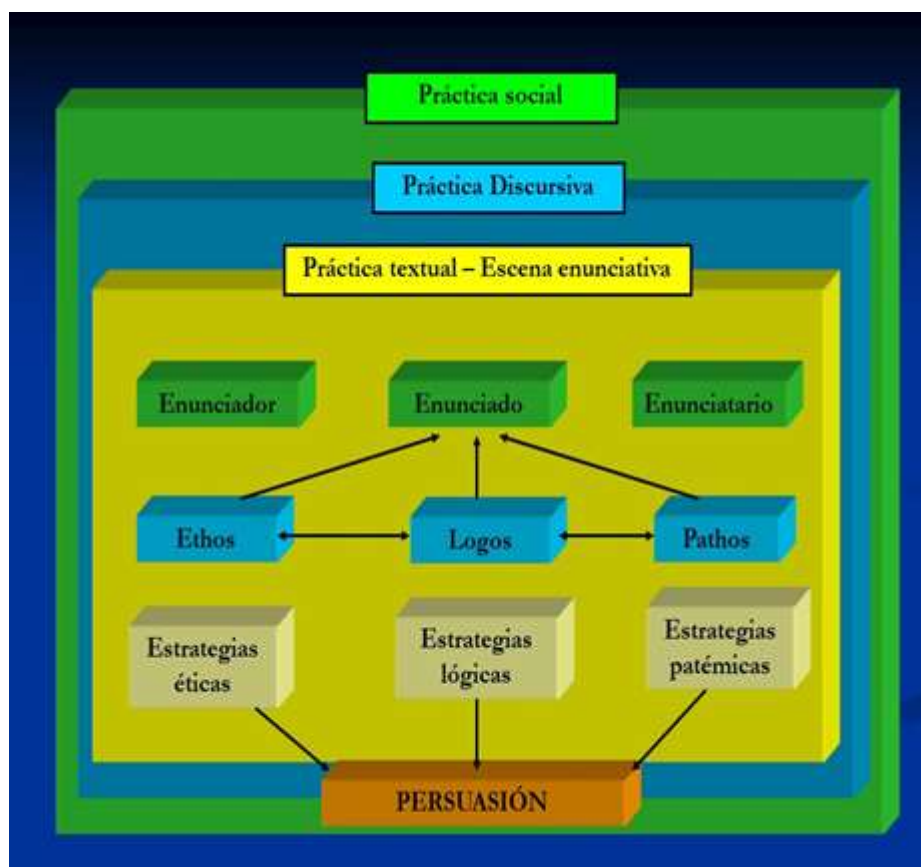 Práctica social
Práctica Discursiva
Práctica textual – Escena enunciativa
Enunciador
Enunciado
Enunciatario
Ethos
Logos
Pathos
Estrategias
éticas
Estrategias
lógicas
Estrategias
patémicas
PERSUASIÓN